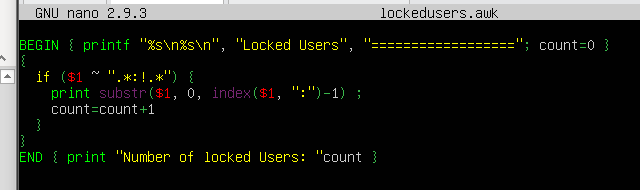 GNU nano 2.9.3 lockedusers.awk
BEGIN { printf "%s\n%s\n", "Locked Users", "=================="; count=0 }
{
  if ($1 ~ ".*:!.*") {
    print substr($1, 0, index($1, ":")-1) ;
    count=count+1
  }
}
END { print "Number of locked Users: "count }